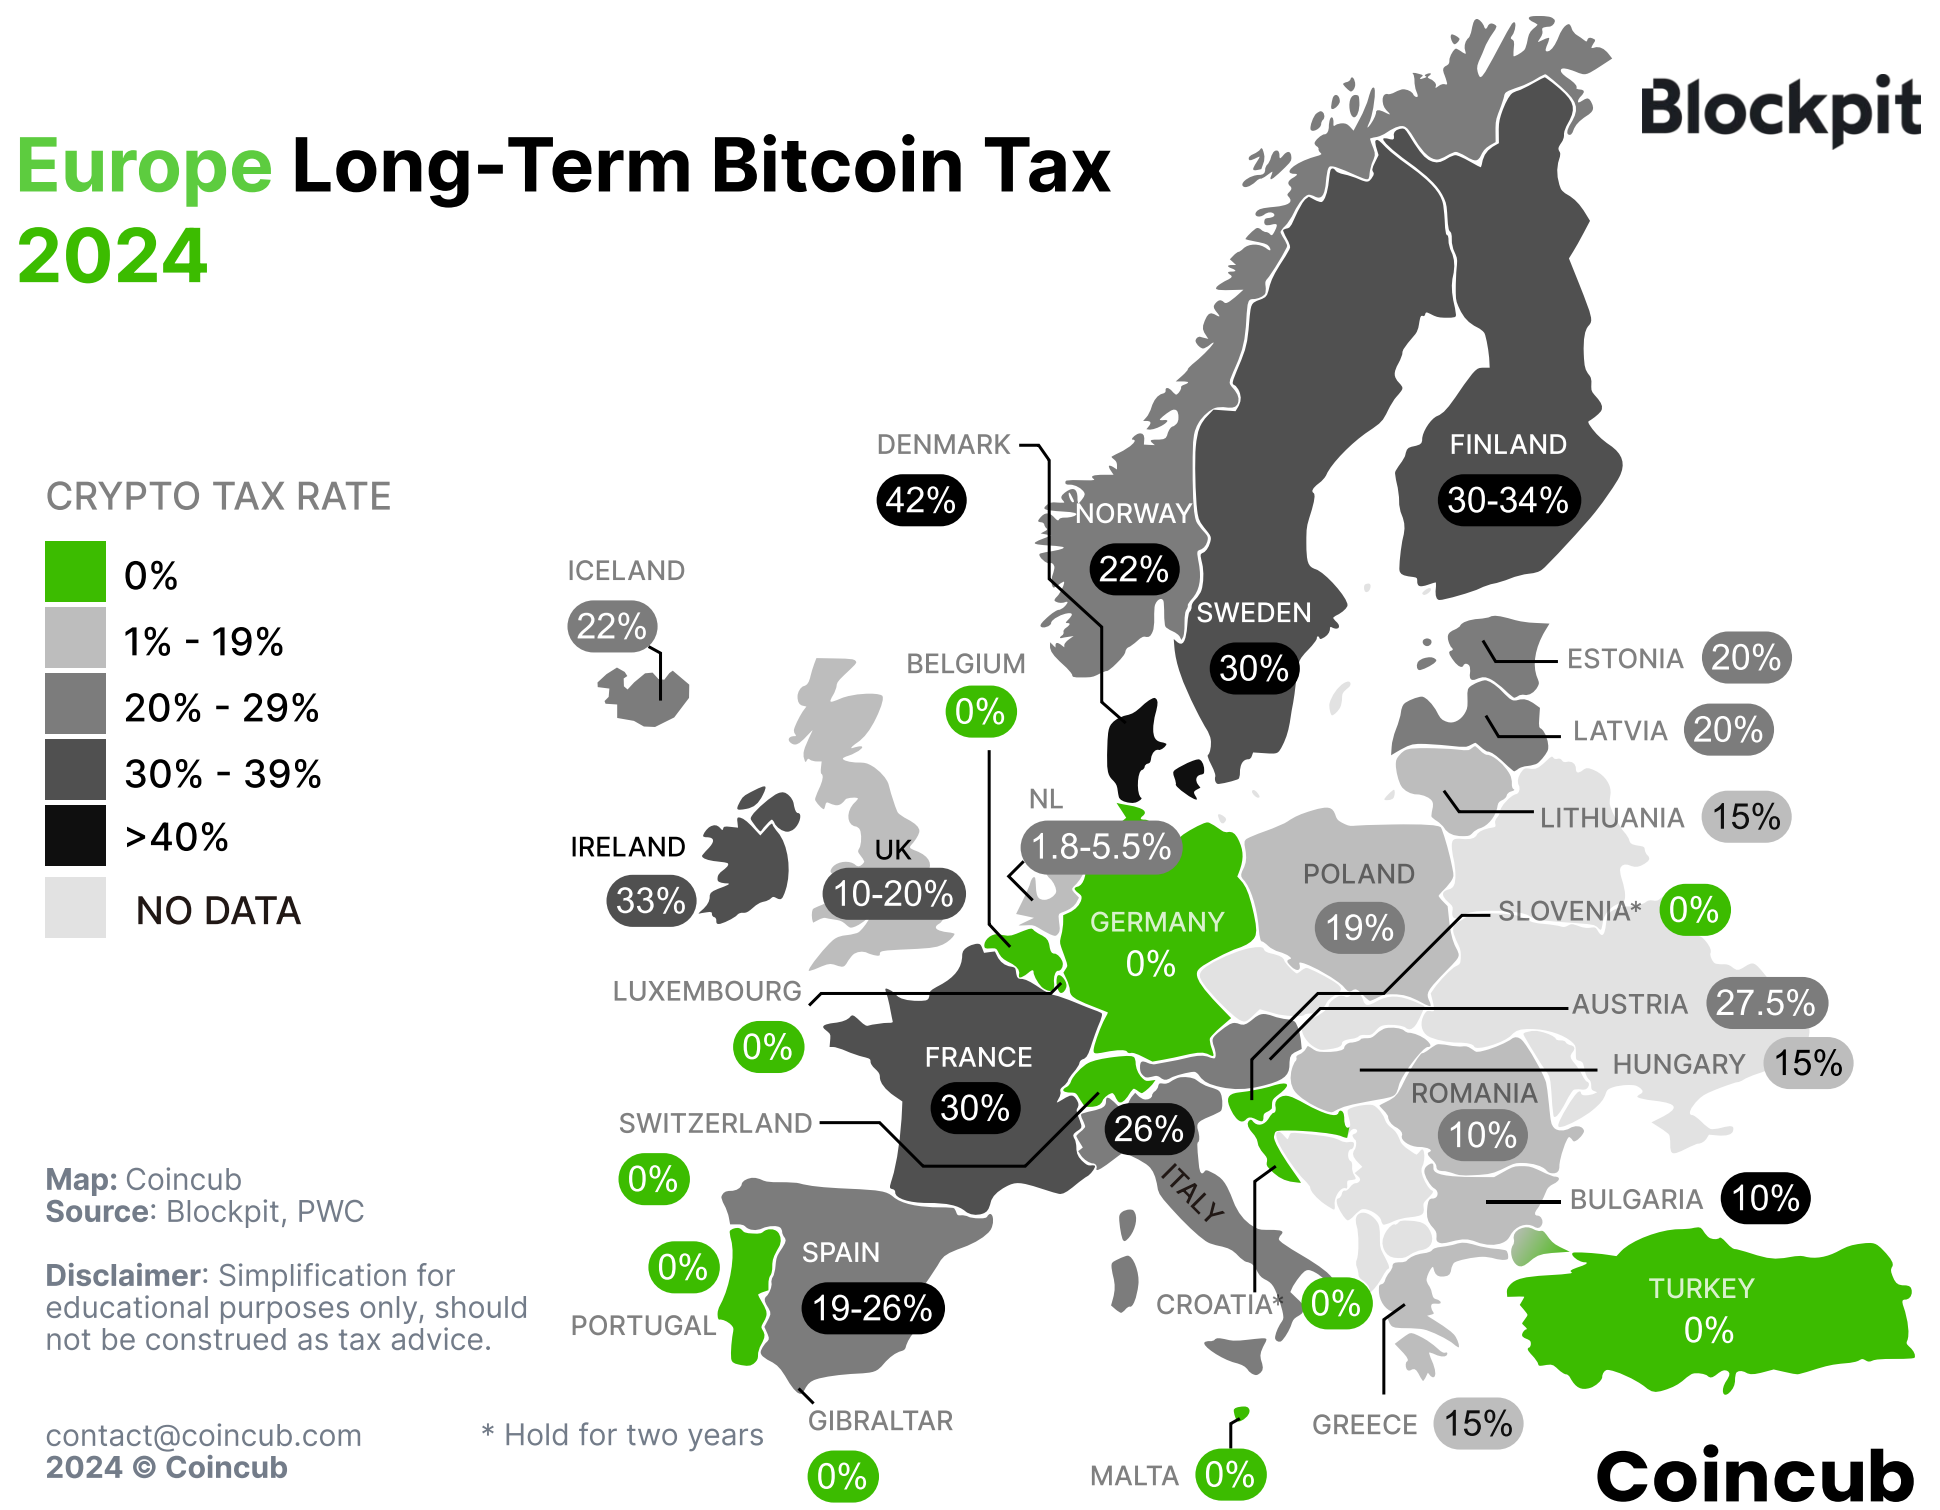 Blockpit
Europe Long-Term Bitcoin Tax
2024
CRYPTO TAX RATE
0%
1% - 19%
20% - 29%
30% - 39%
>40%
NO DATA
DENMARK
42%
FINLAND
30-34%
NORWAY
22%
ICELAND
22%
SWEDEN
30%
BELGIUM
0%
ESTONIA 20%
LATVIA 20%
LITHUANIA 15%
NL
1.8-5.5%
IRELAND
33%
UK
10-20%
POLAND
19%
SLOVENIA* 0%
GERMANY
0%
LUXEMBOURG
0%
AUSTRIA 27.5%
HUNGARY 15%
FRANCE
30%
ROMANIA
10%
SWITZERLAND
0%
26%
ITALY
BULGARIA 10%
0%
PORTUGAL
SPAIN
19-26%
CROATIA* 0%
TURKEY
0%
GIBRALTAR
0%
MALTA 0%
GREECE 15%
Map: Coincub
Source: Blockpit, PWC
Disclaimer: Simplification for
educational purposes only, should
not be construed as tax advice.
contact@coincub.com
2024 © Coincub
* Hold for two years
Coincub